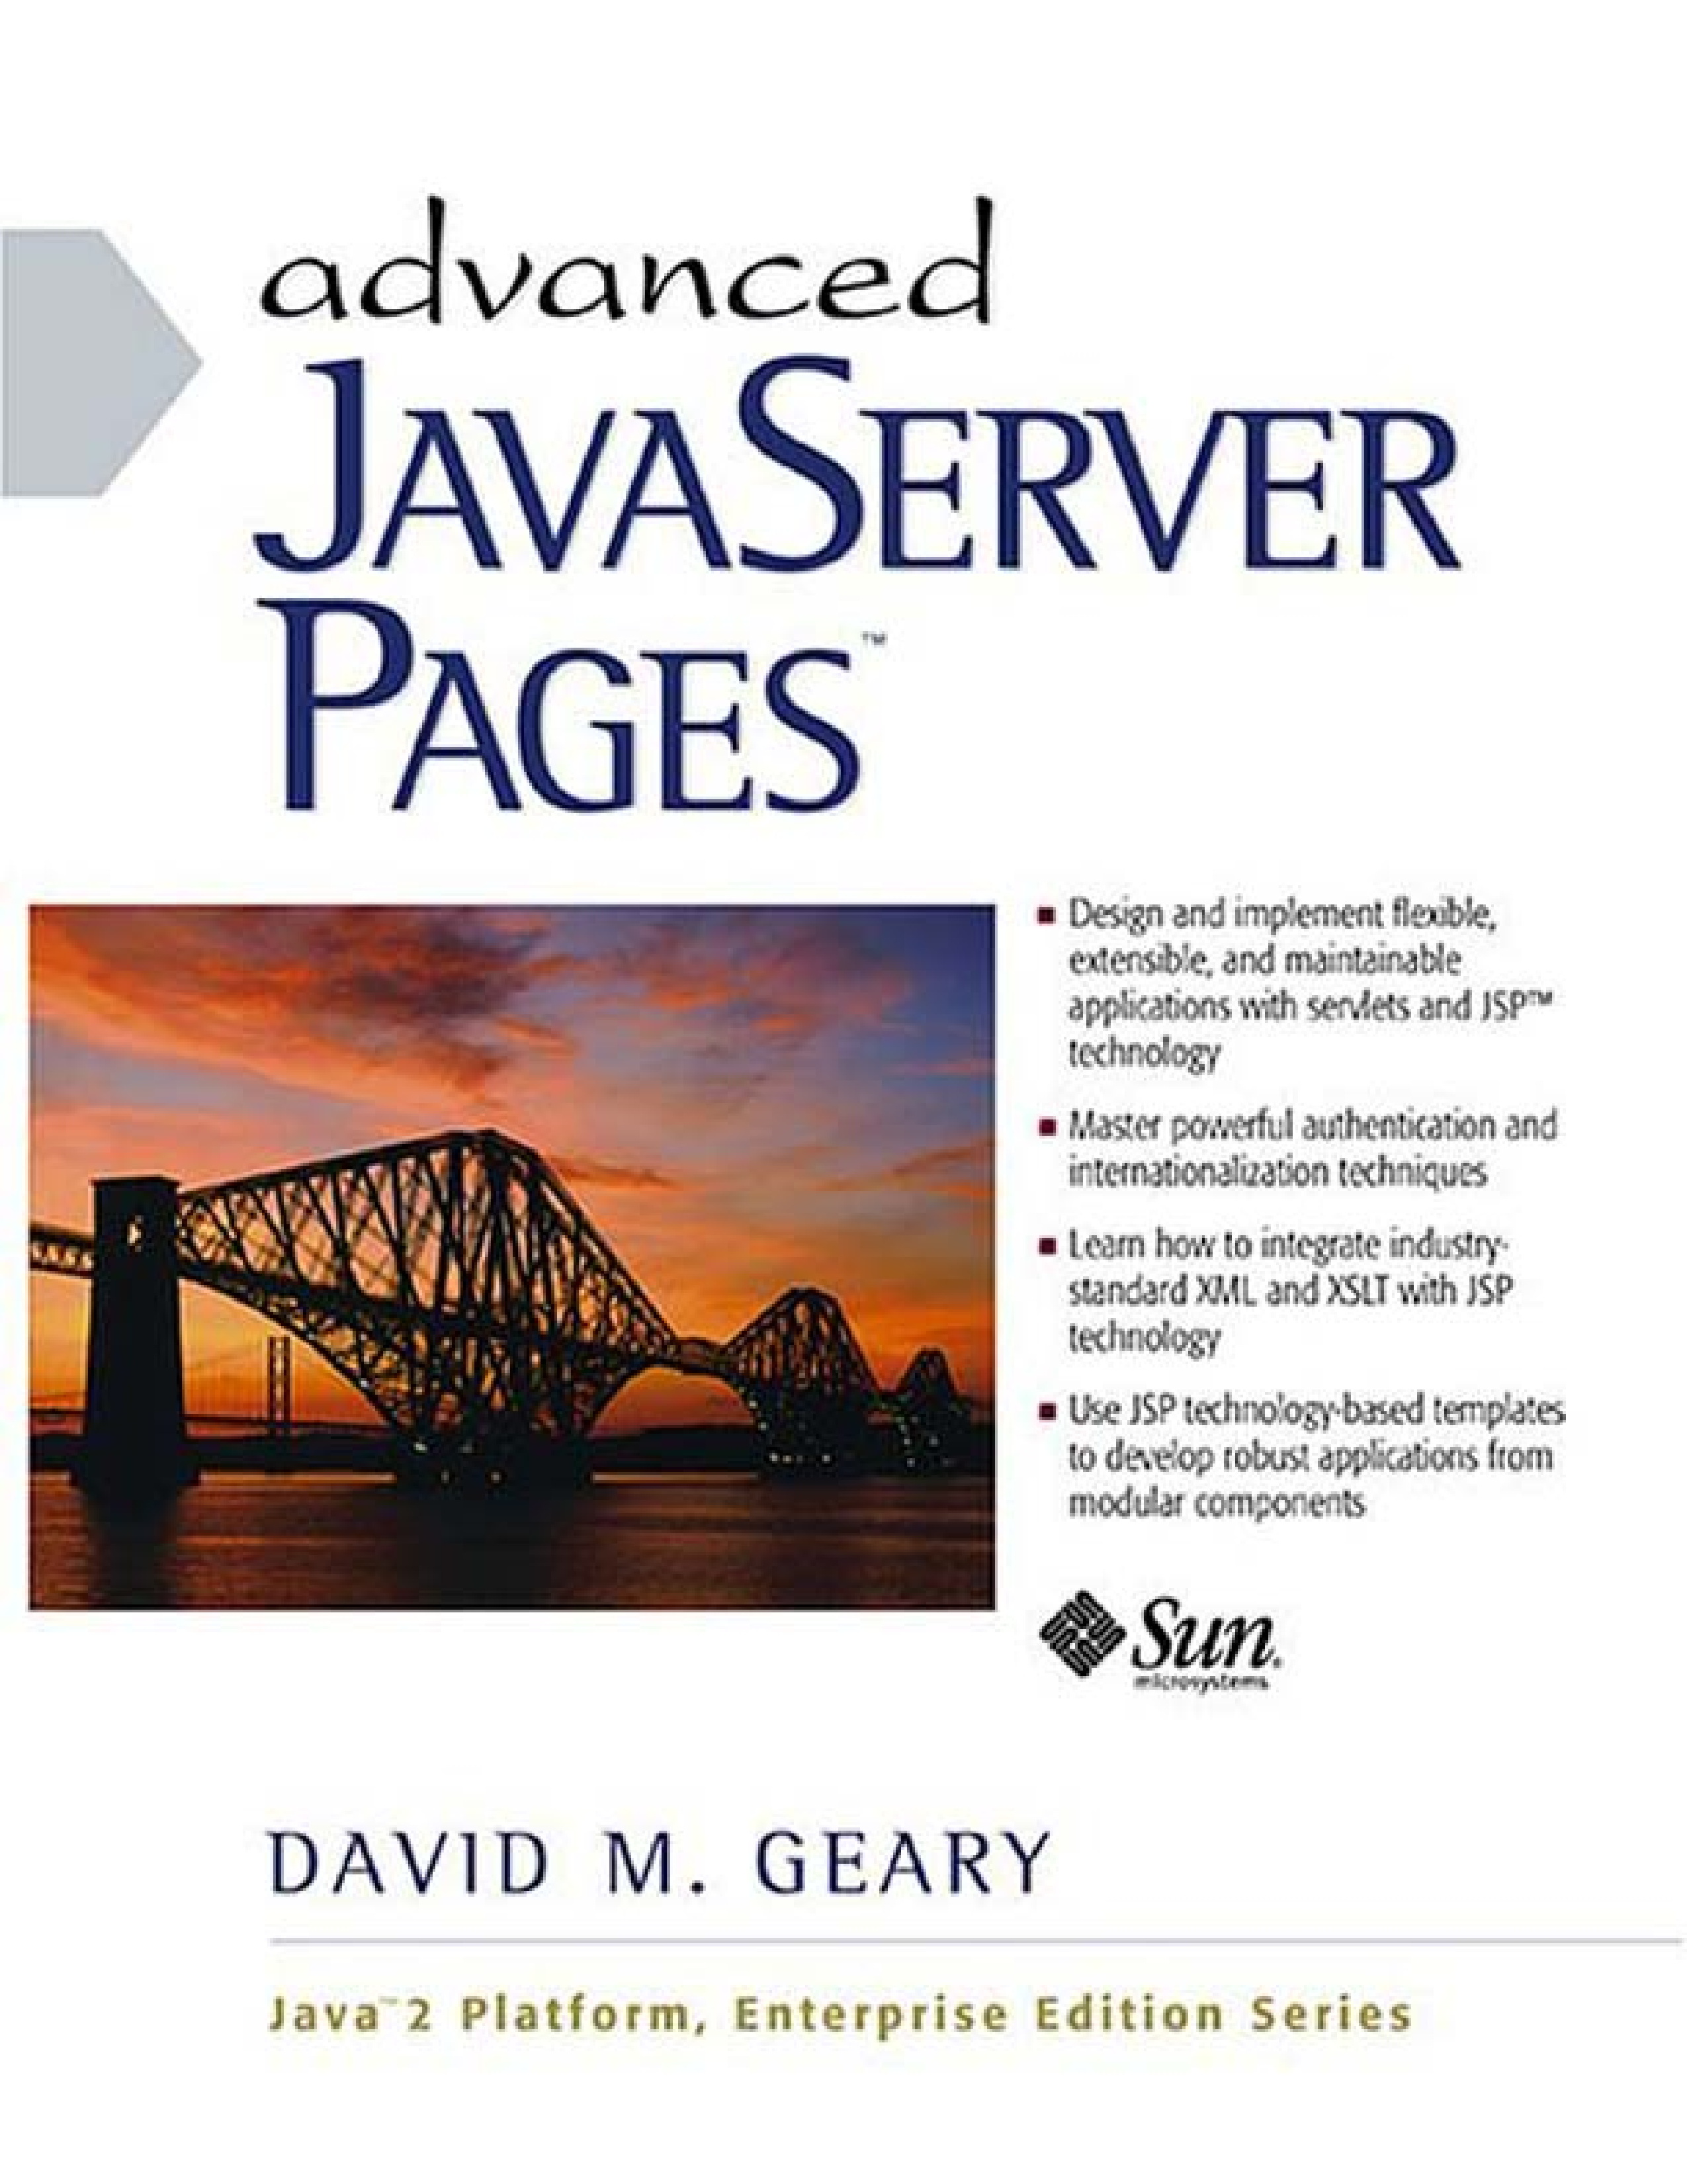 advanced
JAVASERVER
PAGES™
Design and implement flexible,
extensible, and maintainable
applications with servlets and JSP™
technology
Master powerful authentication and
internationalization techniques
Learn how to integrate industry-
standard XML and XSLT with JSP
technology
Use JSP technology-based templates
to develop robust applications from
modular components
Sun
microsystems
DAVID M. GEARY
Java™ 2 Platform, Enterprise Edition Series